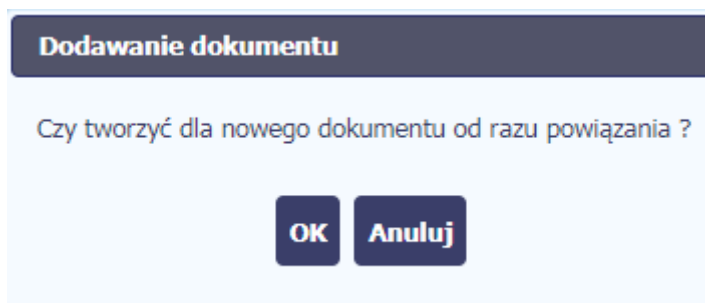 Dodawanie dokumentu
Czy tworzyć dla nowego dokumentu od razu powiązania ?
OK Anuluj